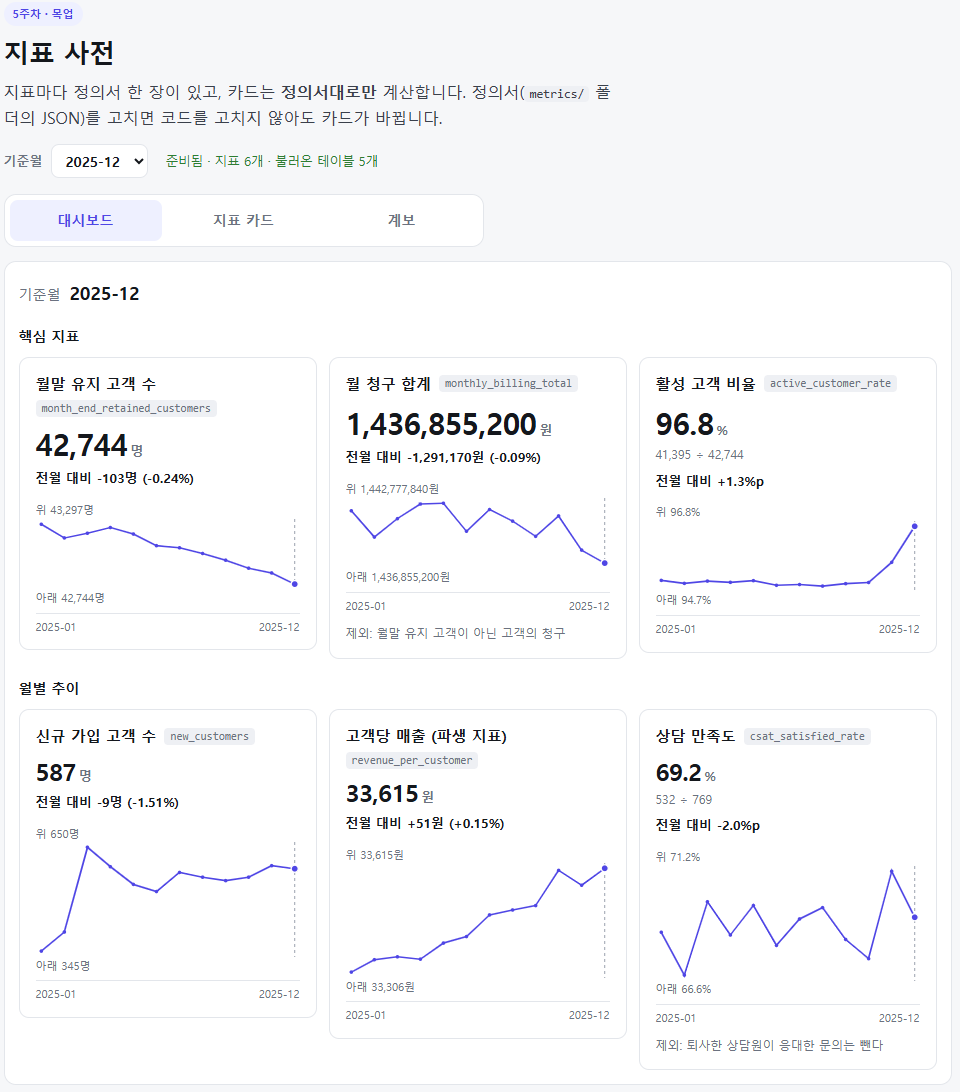 5주차 · 목업
지표 사전
지표마다 정의서 한 장이 있고, 카드는 정의서대로만 계산합니다. 정의서( metrics/ 폴
더의 JSON)를 고치면 코드를 고치지 않아도 카드가 바뀝니다.
기준월 2025-12 준비됨 · 지표 6개 · 불러온 테이블 5개
대시보드 지표 카드 계보
기준월 2025-12
핵심 지표
월말 유지 고객 수
month_end_retained_customers
42,744 명
전월 대비 -103명 (-0.24%)
위 43,297명
아래 42,744명
2025-01 2025-12
월 청구 합계 monthly_billing_total
1,436,855,200 원
전월 대비 -1,291,170원 (-0.09%)
위 1,442,777,840원
아래 1,436,855,200원
2025-01 2025-12
제외: 월말 유지 고객이 아닌 고객의 청구
활성 고객 비율 active_customer_rate
96.8 %
41,395 ÷ 42,744
전월 대비 +1.3%p
위 96.8%
아래 94.7%
2025-01 2025-12
월별 추이
신규 가입 고객 수 new_customers
587 명
전월 대비 -9명 (-1.51%)
위 650명
아래 345명
2025-01 2025-12
고객당 매출 (파생 지표)
revenue_per_customer
33,615 원
전월 대비 +51원 (+0.15%)
위 33,615원
아래 33,306원
2025-01 2025-12
상담 만족도 csat_satisfied_rate
69.2 %
532 ÷ 769
전월 대비 -2.0%p
위 71.2%
아래 66.6%
2025-01 2025-12
제외: 퇴사한 상담원이 응대한 문의는 뺀다